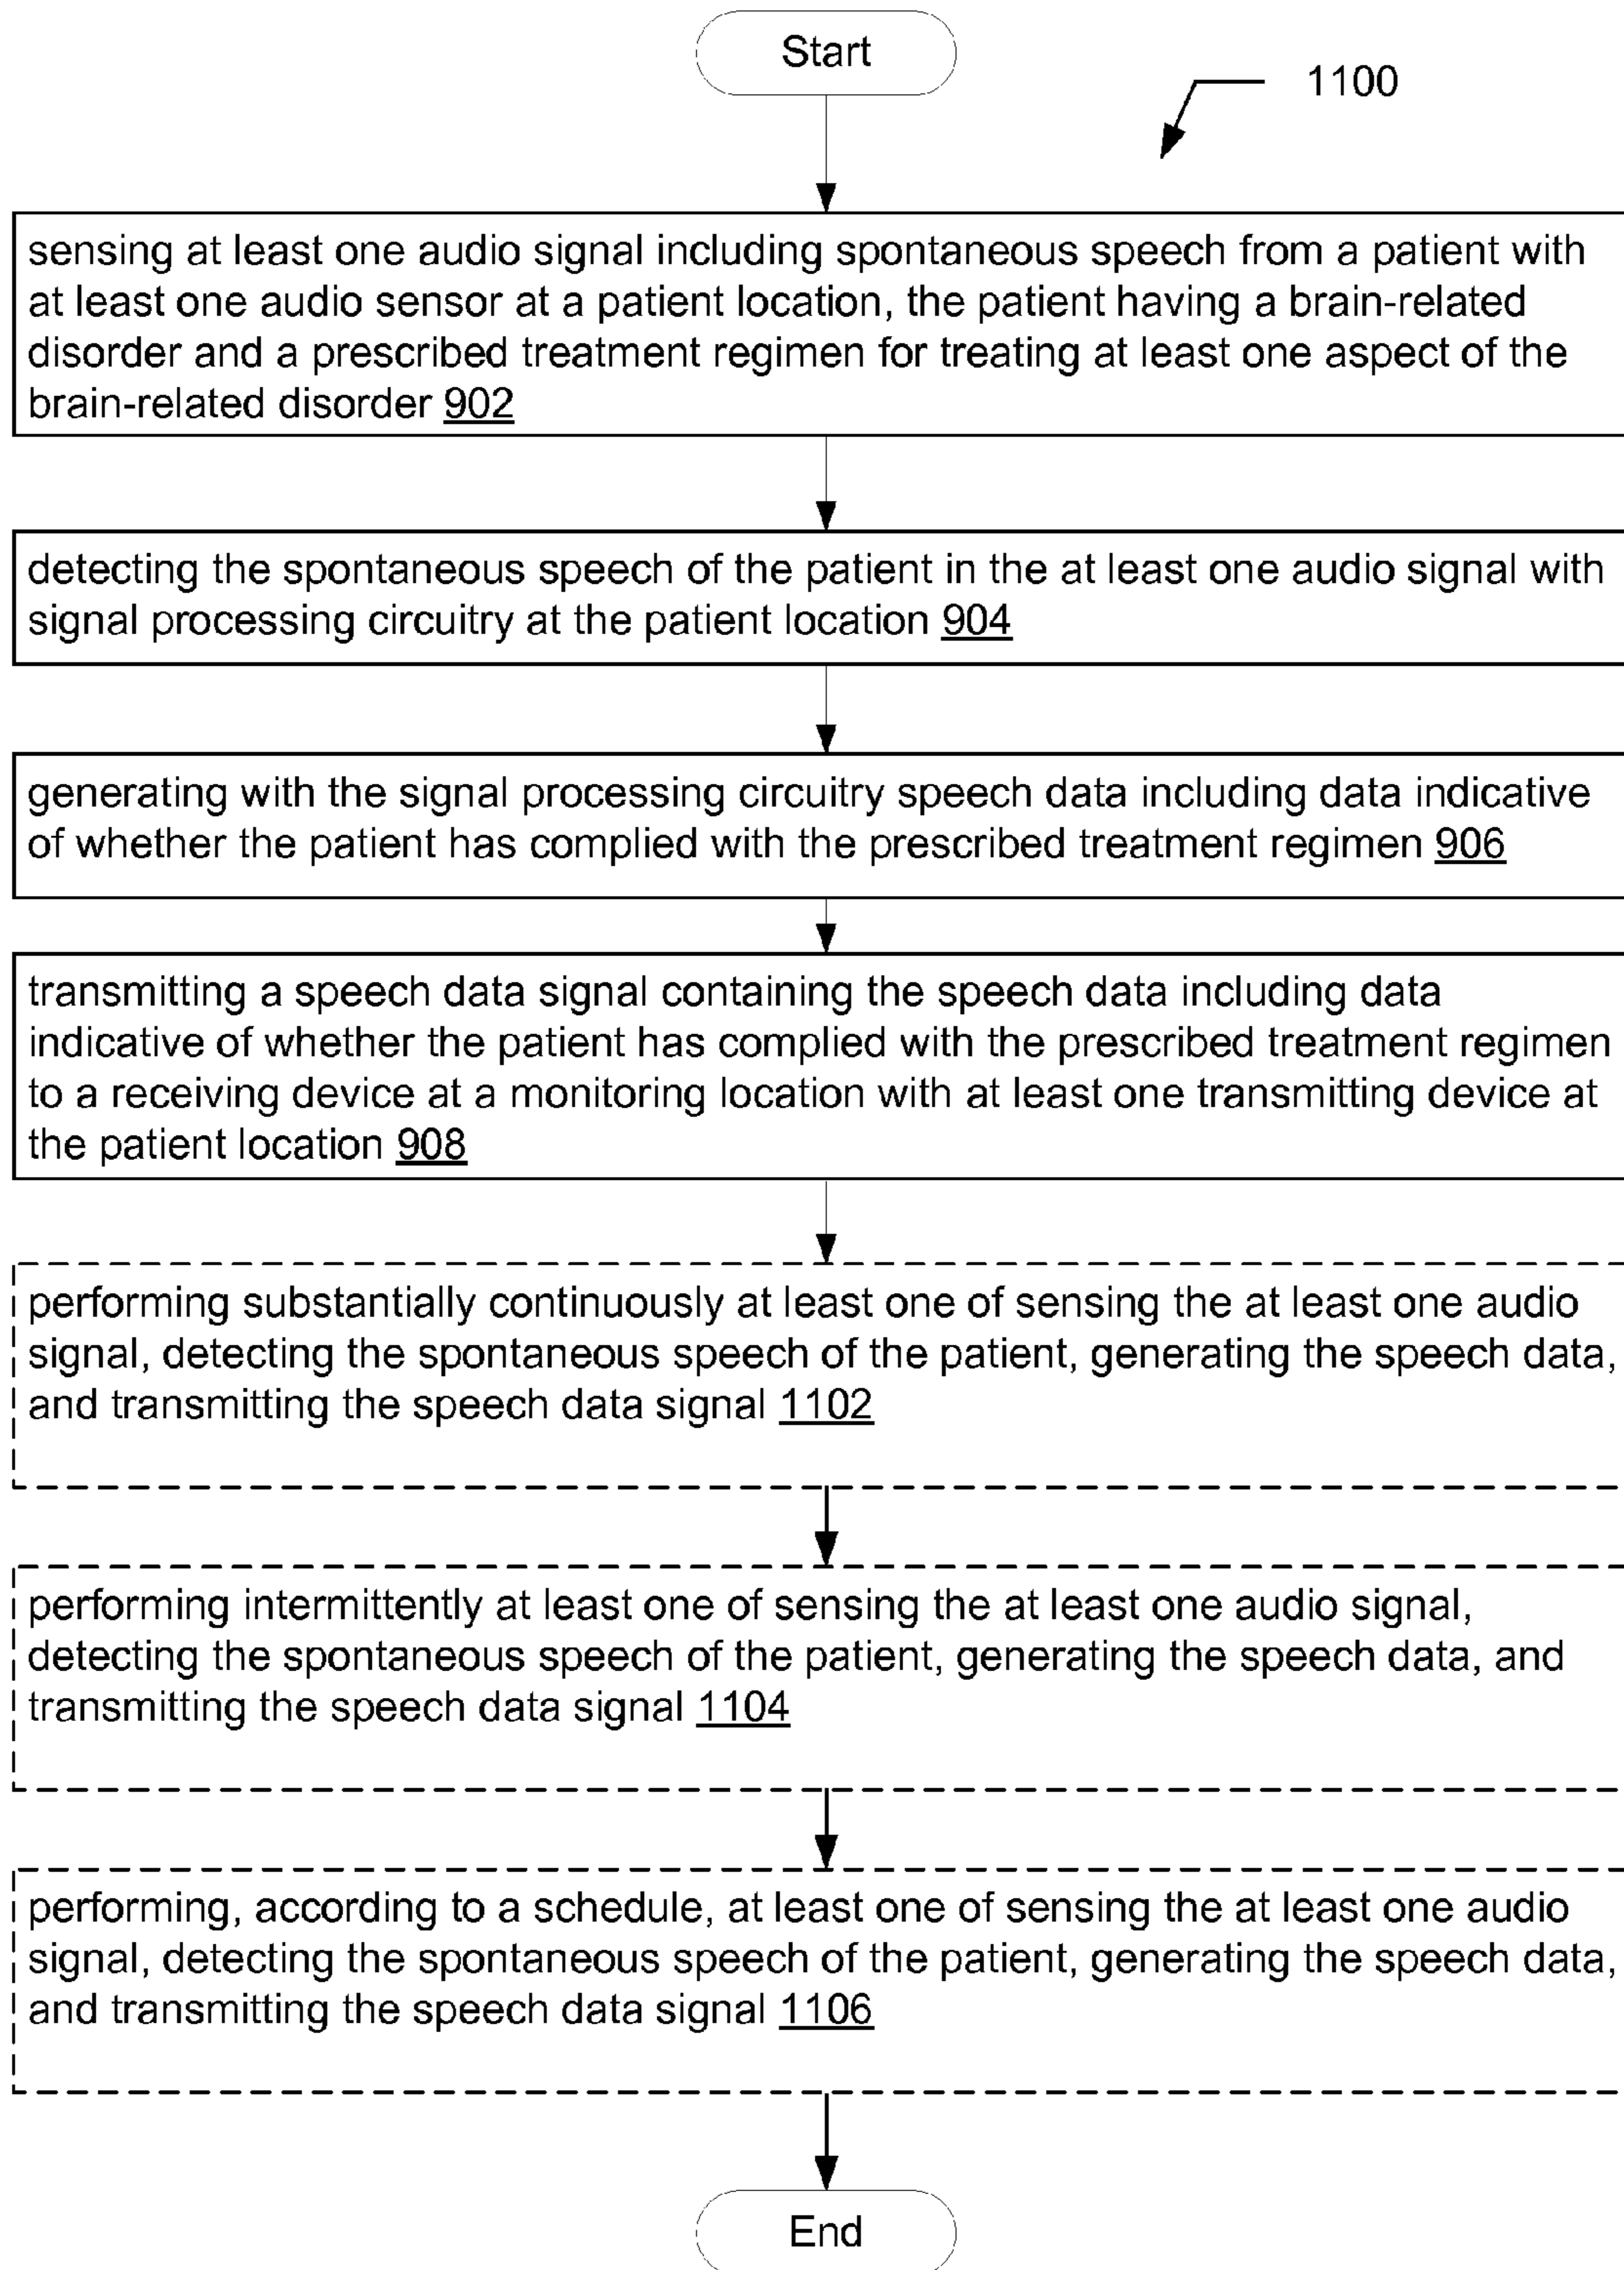 Start
1100
sensing at least one audio signal including spontaneous speech from a patient with
at least one audio sensor at a patient location, the patient having a brain-related
disorder and a prescribed treatment regimen for treating at least one aspect of the
brain-related disorder 902
detecting the spontaneous speech of the patient in the at least one audio signal with
signal processing circuitry at the patient location 904
generating with the signal processing circuitry speech data including data indicative
of whether the patient has complied with the prescribed treatment regimen 906
transmitting a speech data signal containing the speech data including data
indicative of whether the patient has complied with the prescribed treatment regimen
to a receiving device at a monitoring location with at least one transmitting device at
the patient location 908
performing substantially continuously at least one of sensing the at least one audio
signal, detecting the spontaneous speech of the patient, generating the speech data,
and transmitting the speech data signal 1102
performing intermittently at least one of sensing the at least one audio signal,
detecting the spontaneous speech of the patient, generating the speech data, and
transmitting the speech data signal 1104
performing, according to a schedule, at least one of sensing the at least one audio
signal, detecting the spontaneous speech of the patient, generating the speech data,
and transmitting the speech data signal 1106
End